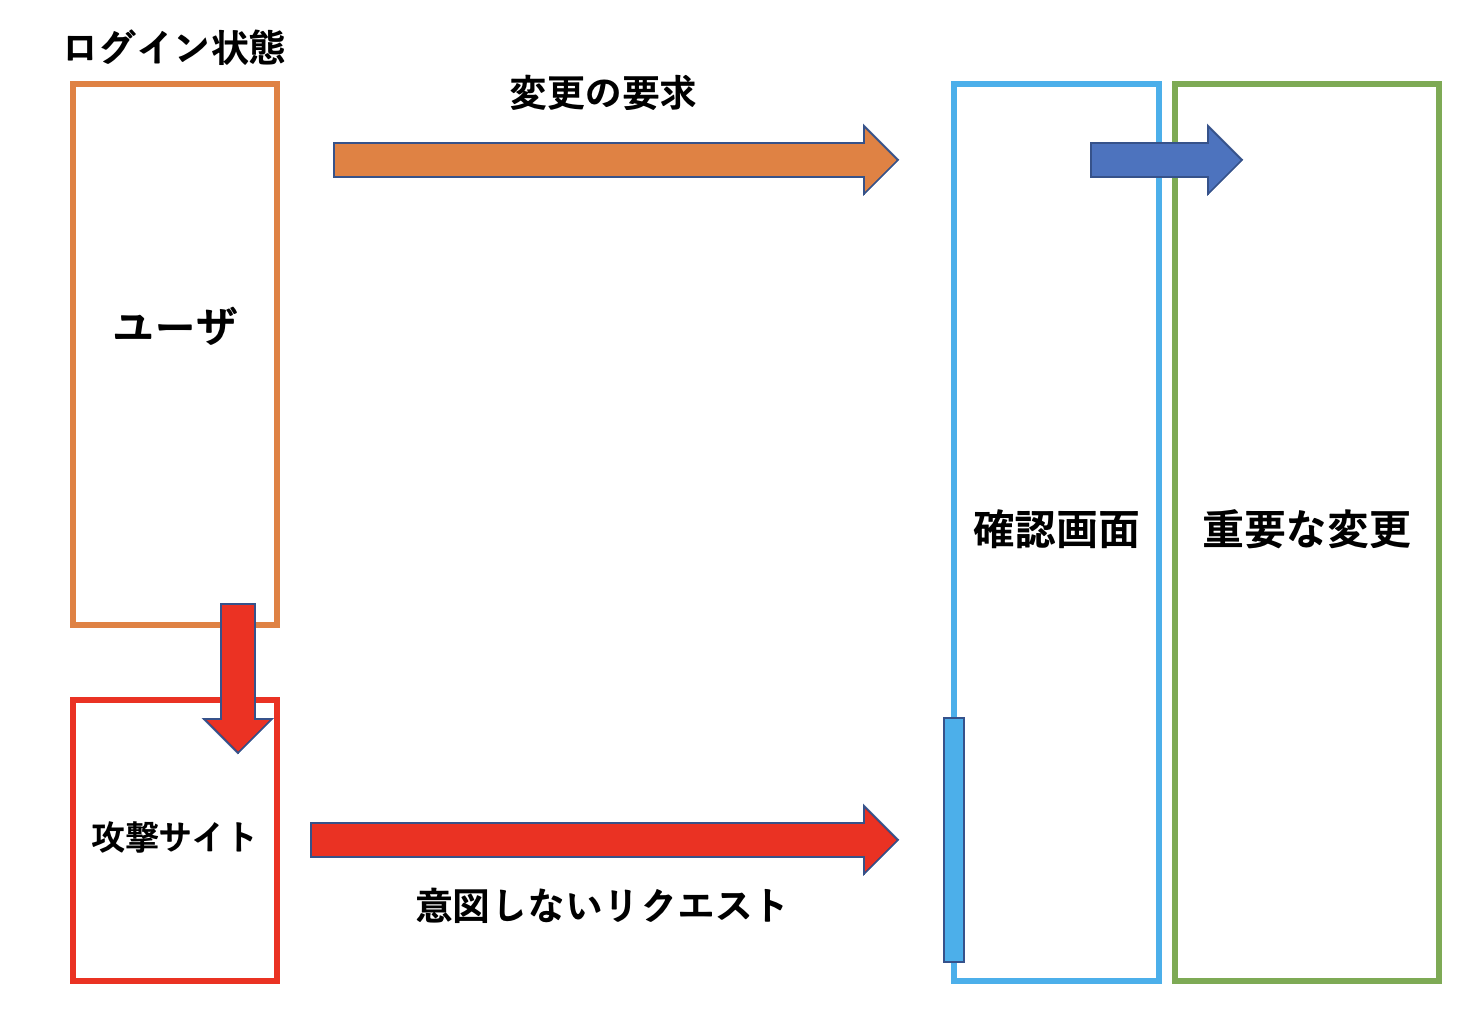 ログイン状態
変更の要求
ユーザ
確認画面
重要な変更
攻撃サイト
意図しないリクエスト